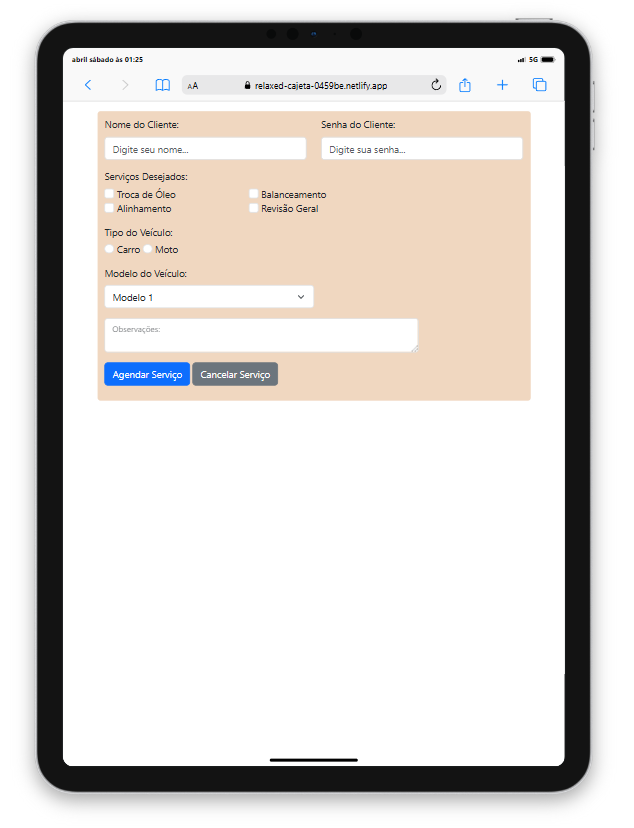 abril sábado às 01:25
5G
AA
relaxed-cajeta-0459be.netlify.app
Nome do Cliente:
Senha do Cliente:
Digite seu nome...
Digite sua senha...
Serviços Desejados:
Troca de Óleo
Balanceamento
Alinhamento
Revisão Geral
Tipo do Veículo:
Carro Moto
Modelo do Veículo:
Modelo 1
Observações:
Agendar Serviço
Cancelar Serviço